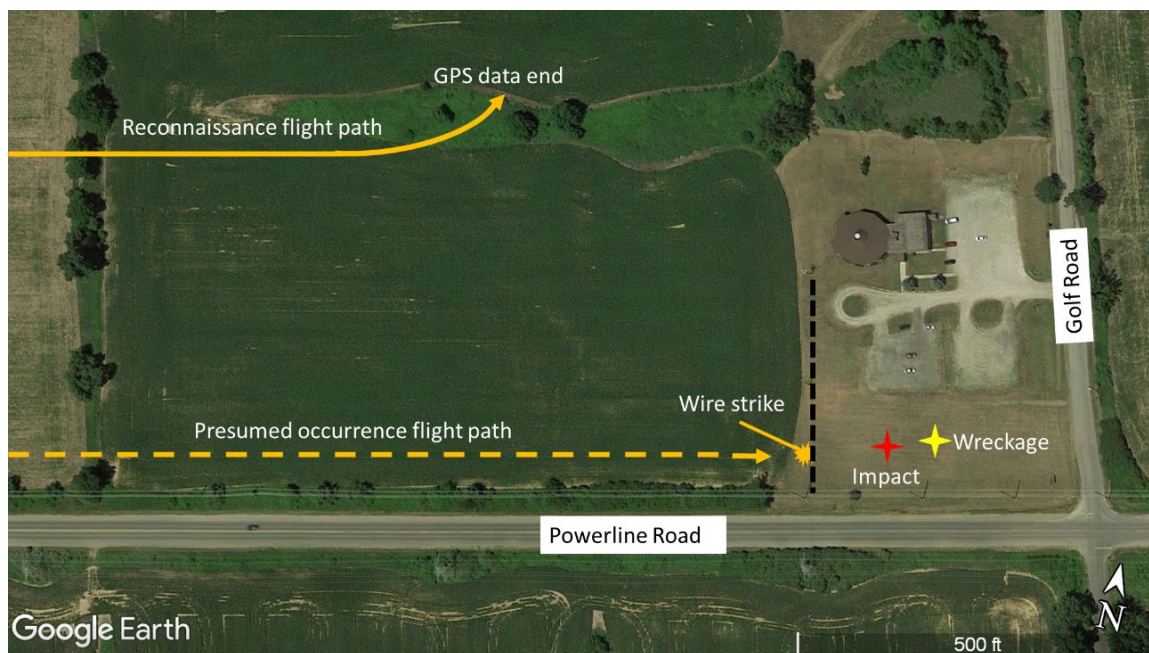 GPS data end
Reconnaissance flight path
Golf Road
Wire strike
Presumed occurrence flight path
Wreckage
Impact
Powerline Road
N
Google Earth
500 ft